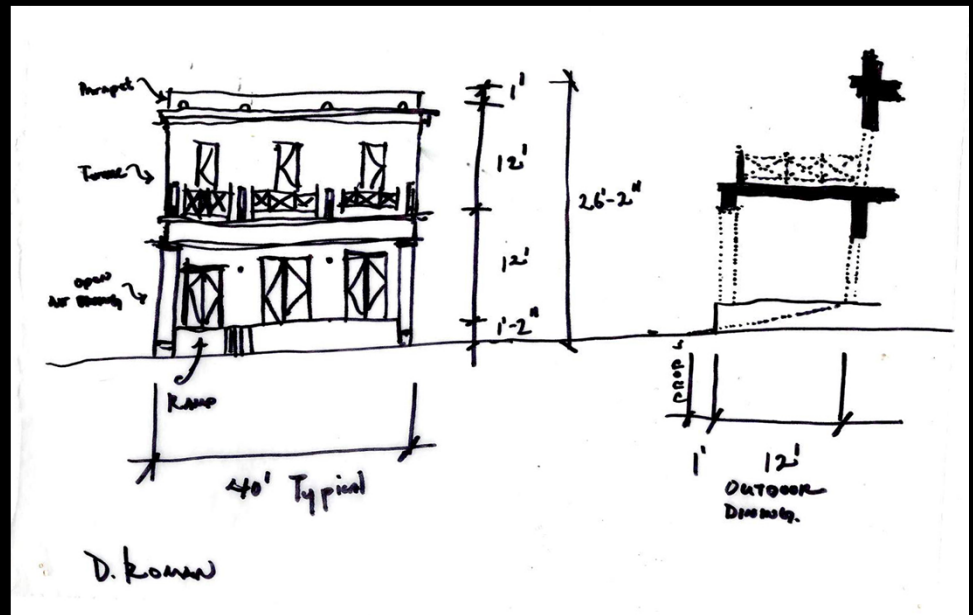 Parapet
Terrace
OPEN
AIR DINING
RAMP
40' Typical
1'
12'
12'
1'-2"
26'-2"
PROP
1'
12'
OUTDOOR
DINING.
D. ROMAN